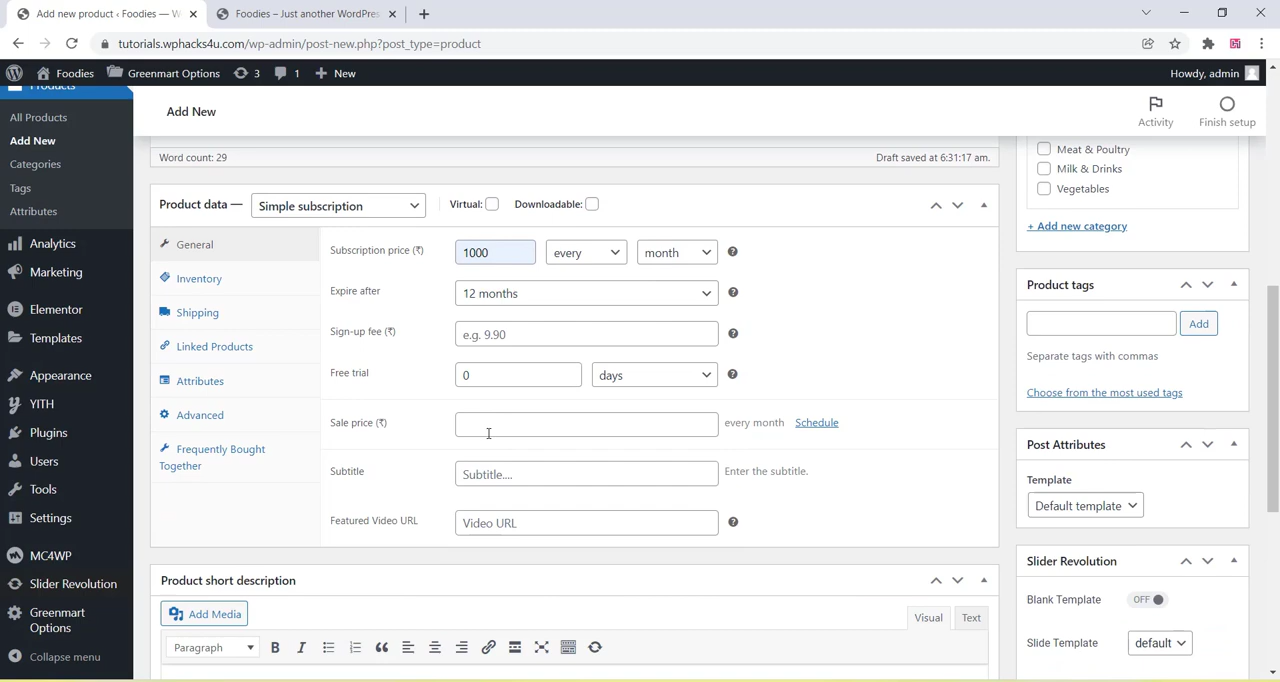 Add new product ‹ Foodies — W
Foodies – Just another WordPres
tutorials.wphacks4u.com/wp-admin/post-new.php?post_type=product
Foodies
Greenmart Options
3
1
New
Howdy, admin
Products
All Products
Add New
Categories
Tags
Attributes
Analytics
Marketing
Elementor
Templates
Appearance
YITH
Plugins
Users
Tools
Settings
MC4WP
Slider Revolution
Greenmart
Options
Collapse menu
Add New
Activity
Finish setup
Word count: 29
Draft saved at 6:31:17 am.
Product data —
Simple subscription
Virtual:
Downloadable:
General
Inventory
Shipping
Linked Products
Attributes
Advanced
Frequently Bought
Together
Subscription price (₹)
1000
every
month
Expire after
12 months
Sign-up fee (₹)
e.g. 9.90
Free trial
0
days
Sale price (₹)
every month
Schedule
Subtitle
Subtitle....
Enter the subtitle.
Featured Video URL
Video URL
Product short description
Add Media
Visual
Text
Paragraph
Meat & Poultry
Milk & Drinks
Vegetables
+ Add new category
Product tags
Add
Separate tags with commas
Choose from the most used tags
Post Attributes
Template
Default template
Slider Revolution
Blank Template
OFF
Slide Template
default